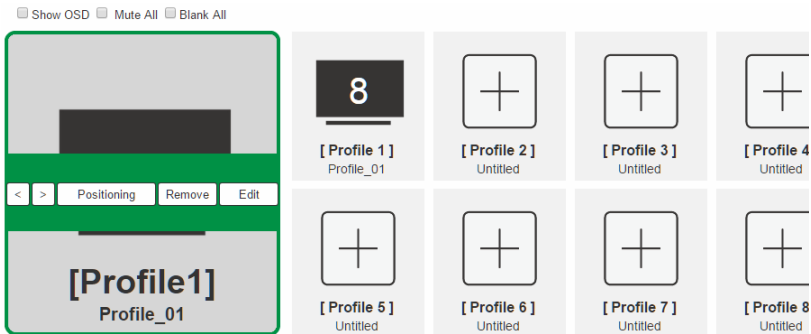 Show OSD Mute All Blank All
8
[ Profile 1 ]
Profile_01
[ Profile 2 ]
Untitled
[ Profile 3 ]
Untitled
[ Profile 4
Untitled
< > Positioning Remove Edit
[Profile1]
Profile_01
[ Profile 5 ]
Untitled
[ Profile 6 ]
Untitled
[ Profile 7 ]
Untitled
[ Profile 8
Untitled